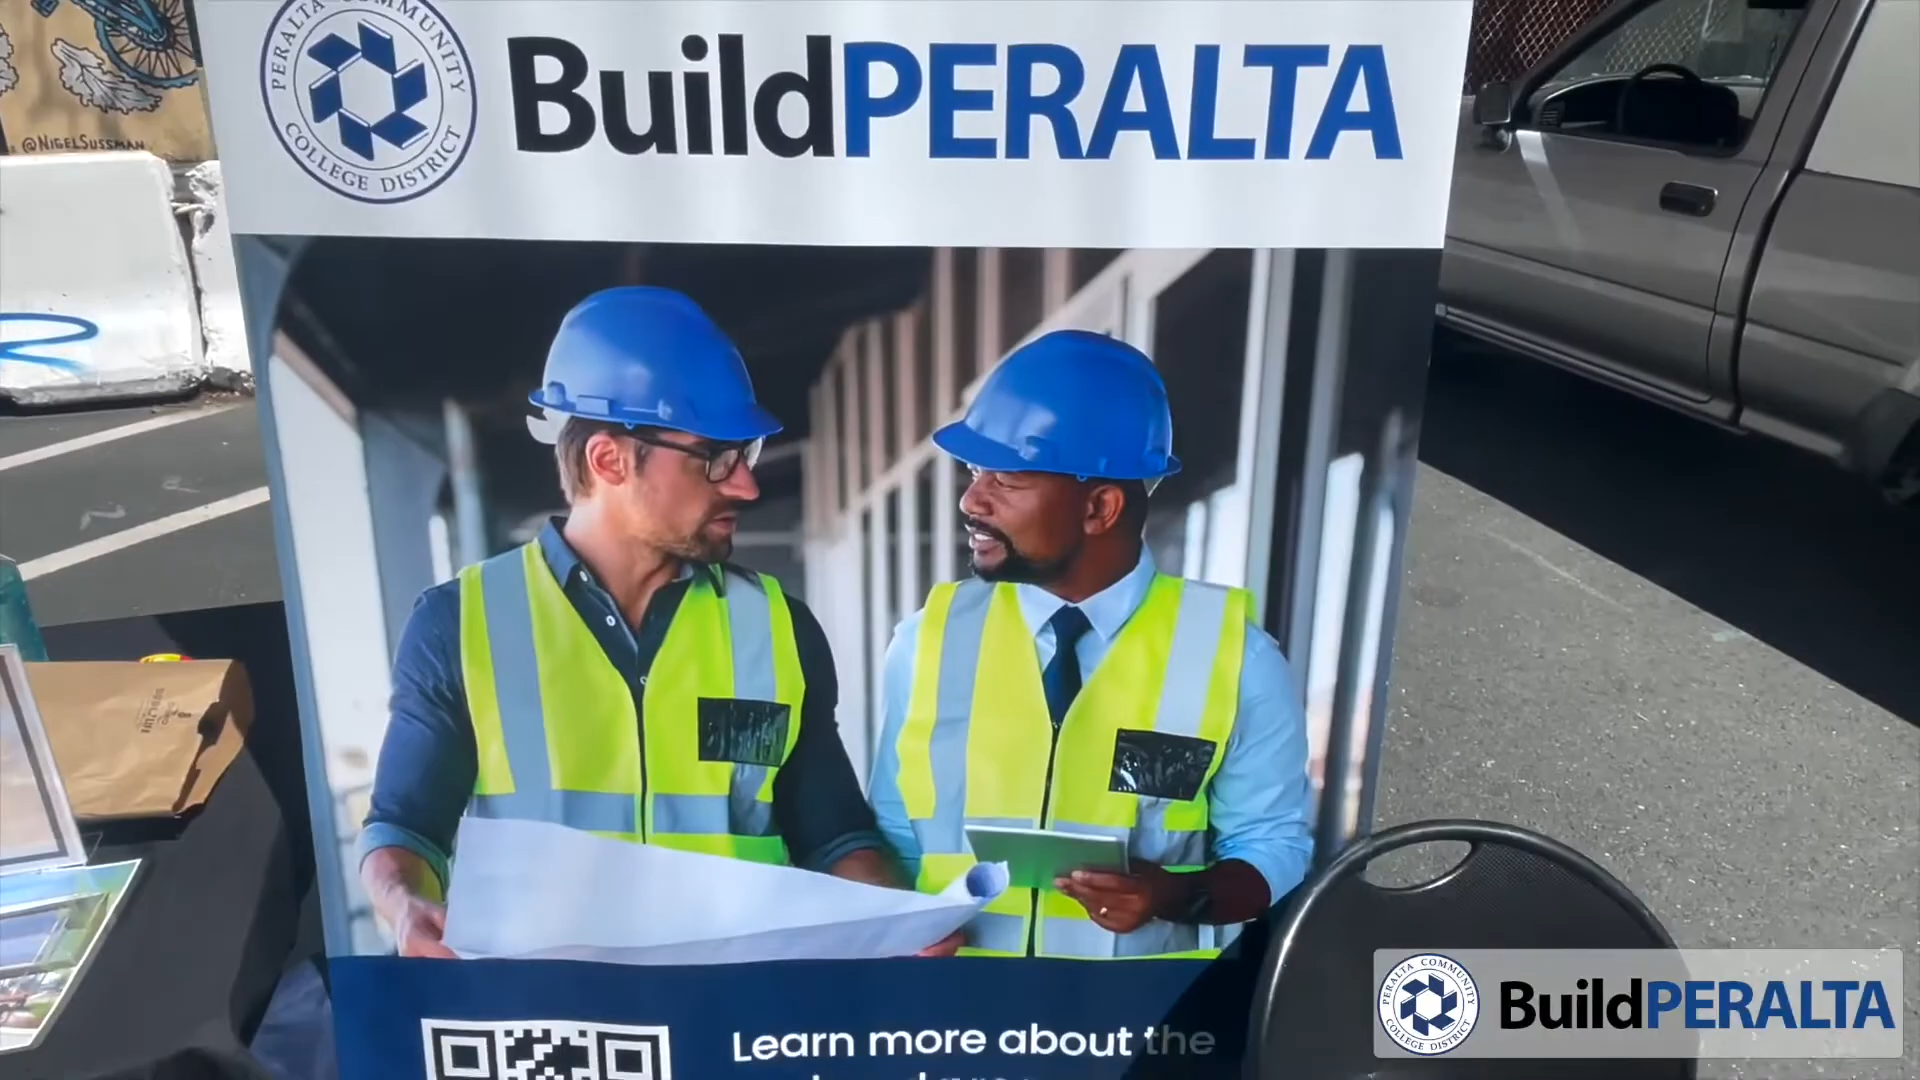 PERALTA COMMUNITY
COLLEGE DISTRICT
BuildPERALTA
@NIGELSUSSMAN
Learn more about the
PERALTA COMMUNITY
COLLEGE DISTRICT
BuildPERALTA